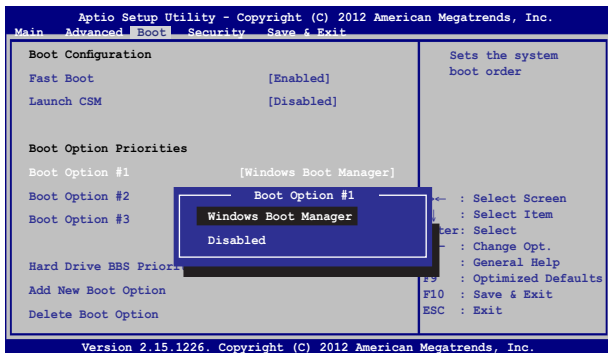 Aptio Setup Utility - Copyright (C) 2012 American Megatrends, Inc.
Main Advanced Boot Security Save & Exit
Boot Configuration
Fast Boot [Enabled]
Launch CSM [Disabled]
Boot Option Priorities
Boot Option #1 [Windows Boot Manager]
Boot Option #2
Boot Option #3
Hard Drive BBS
Add New Boot Option
Delete Boot Option
Boot Option #1
Windows Boot Manager
Disabled
Sets the system
boot order
: Select Screen
: Select Item
: Select
: Change Opt.
: General Help
F9 : Optimized Defaults
F10 : Save & Exit
ESC : Exit
Version 2.15.1226. Copyright (C) 2012 American Megatrends, Inc.